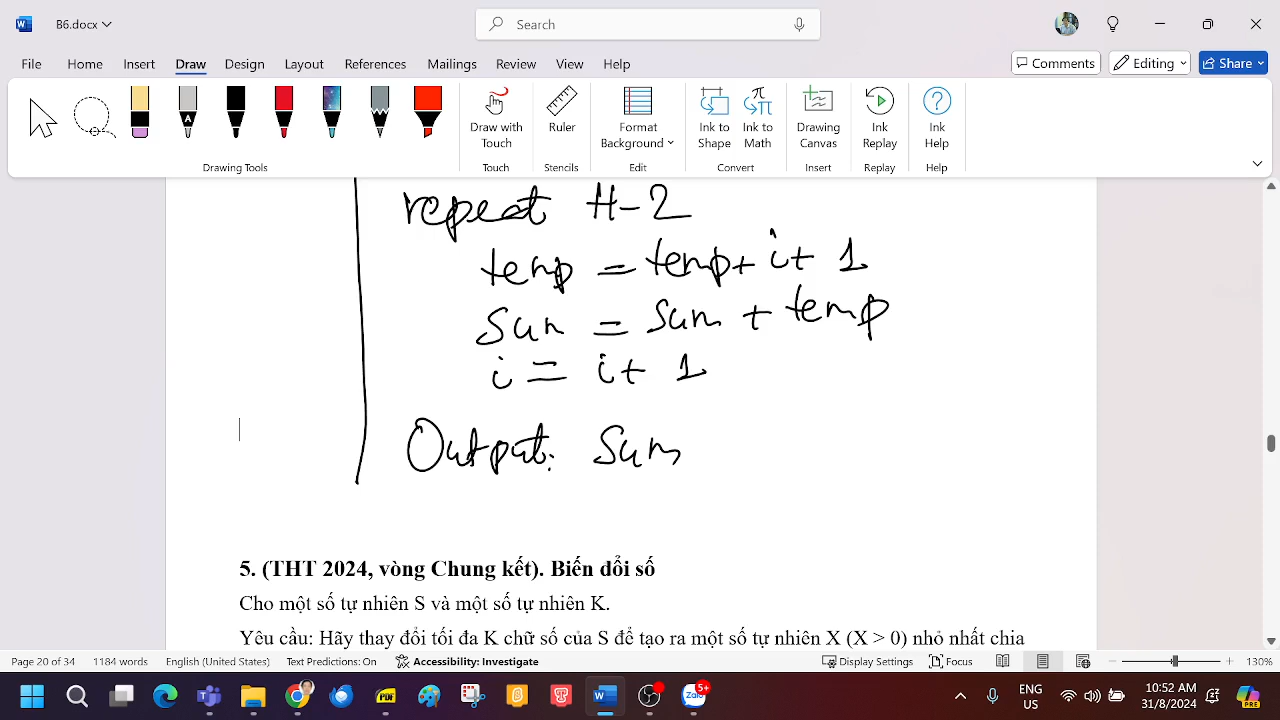 B6.docx
Search
File Home Insert Draw Design Layout References Mailings Review View Help
Comments Editing Share
Draw with Touch
Ruler
Format Background
Ink to Shape
Ink to Math
Drawing Canvas
Ink Replay
Ink Help
Drawing Tools Touch Stencils Edit Convert Insert Replay Help
repeat H-2
temp = temp + i + 1
Sum = Sum + temp
i = i + 1
Output: Sum
5. (THT 2024, vòng Chung kết). Biến đổi số
Cho một số tự nhiên S và một số tự nhiên K.
Yêu cầu: Hãy thay đổi tối đa K chữ số của S để tạo ra một số tự nhiên X (X > 0) nhỏ nhất chia
Page 20 of 34 1184 words English (United States) Text Predictions: On Accessibility: Investigate Display Settings Focus 130%
ENG US
10:52 AM
31/8/2024
PDF
Zalo
5+
PRE